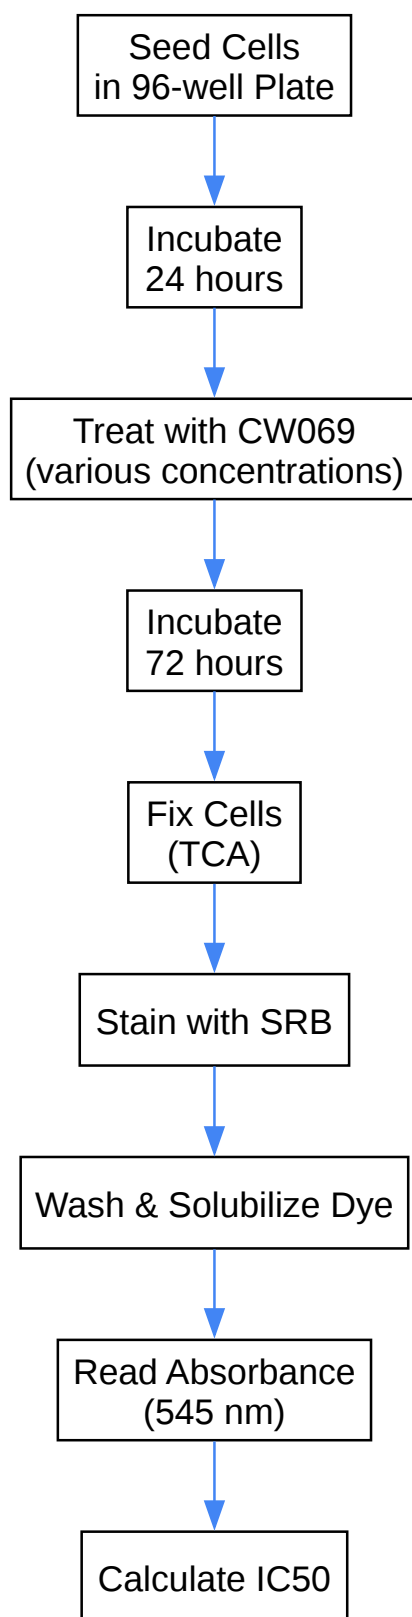 Seed Cells
in 96-well Plate
Incubate
24 hours
Treat with CW069
(various concentrations)
Incubate
72 hours
Fix Cells
(TCA)
Stain with SRB
Wash & Solubilize Dye
Read Absorbance
(545 nm)
Calculate IC50